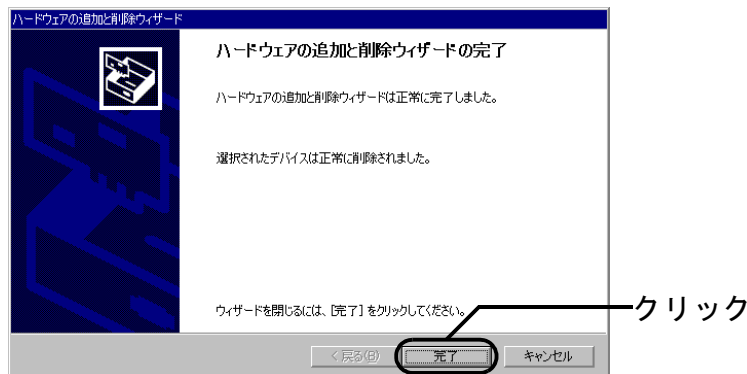 ハードウェアの追加と削除ウィザード
ハードウェアの追加と削除ウィザードの完了
ハードウェアの追加と削除ウィザードは正常に完了しました。
選択されたデバイスは正常に削除されました。
ウィザードを閉じるには、[完了] をクリックしてください。
クリック
< 戻る(B)
完了
キャンセル